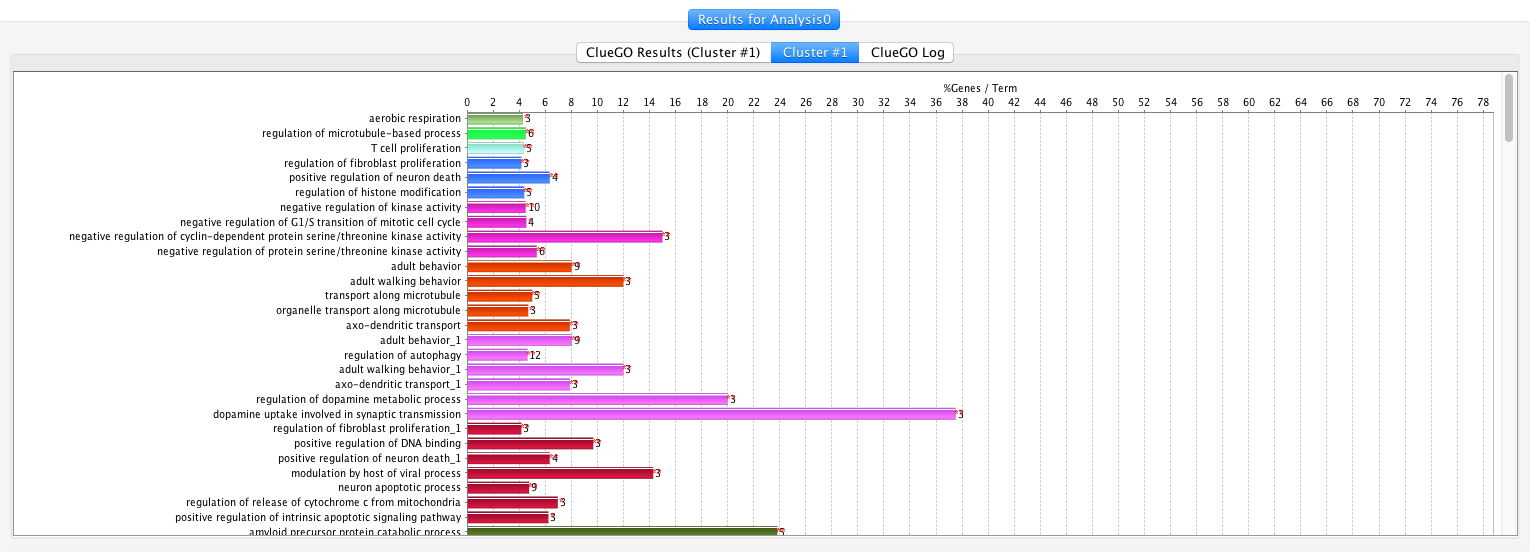 Results for Analysis0
ClueGO Results (Cluster #1) Cluster #1 ClueGO Log
%Genes / Term
0 2 4 6 8 10 12 14 16 18 20 22 24 26 28 30 32 34 36 38 40 42 44 46 48 50 52 54 56 58 60 62 64 66 68 70 72 74 76 78
aerobic respiration 3
regulation of microtubule-based process 6
T cell proliferation 5
regulation of fibroblast proliferation 3
positive regulation of neuron death 4
regulation of histone modification 5
negative regulation of kinase activity 10
negative regulation of G1/S transition of mitotic cell cycle 4
negative regulation of cyclin-dependent protein serine/threonine kinase activity 3
negative regulation of protein serine/threonine kinase activity 6
adult behavior 9
adult walking behavior 3
transport along microtubule 5
organelle transport along microtubule 3
axo-dendritic transport 3
adult behavior_1 9
regulation of autophagy 12
adult walking behavior_1 3
axo-dendritic transport_1 3
regulation of dopamine metabolic process 3
dopamine uptake involved in synaptic transmission 3
regulation of fibroblast proliferation_1 3
positive regulation of DNA binding 3
positive regulation of neuron death_1 4
modulation by host of viral process 3
neuron apoptotic process 9
regulation of release of cytochrome c from mitochondria 3
positive regulation of intrinsic apoptotic signaling pathway 3
amyloid precursor protein catabolic process 5